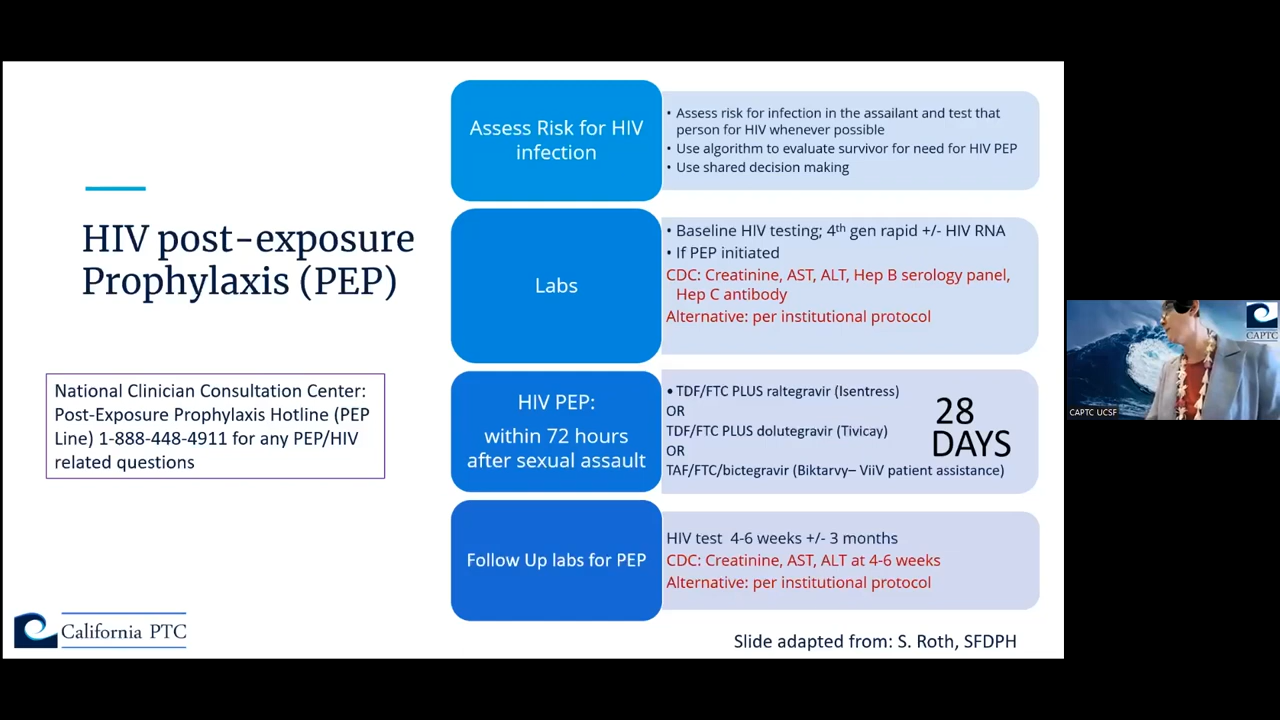 HIV post-exposure
Prophylaxis (PEP)
National Clinician Consultation Center:
Post-Exposure Prophylaxis Hotline (PEP
Line) 1-888-448-4911 for any PEP/HIV
related questions
Assess Risk for HIV
infection
• Assess risk for infection in the assailant and test that
person for HIV whenever possible
• Use algorithm to evaluate survivor for need for HIV PEP
• Use shared decision making
Labs
• Baseline HIV testing; 4th gen rapid +/- HIV RNA
• If PEP initiated
CDC: Creatinine, AST, ALT, Hep B serology panel,
Hep C antibody
Alternative: per institutional protocol
HIV PEP:
within 72 hours
after sexual assault
• TDF/FTC PLUS raltegravir (Isentress)
OR
TDF/FTC PLUS dolutegravir (Tivicay)
OR
TAF/FTC/bictegravir (Biktarvy– ViiV patient assistance)
28
DAYS
Follow Up labs for PEP
HIV test 4-6 weeks +/- 3 months
CDC: Creatinine, AST, ALT at 4-6 weeks
Alternative: per institutional protocol
California PTC
Slide adapted from: S. Roth, SFDPH
CAPTC
CAPTC UCSF